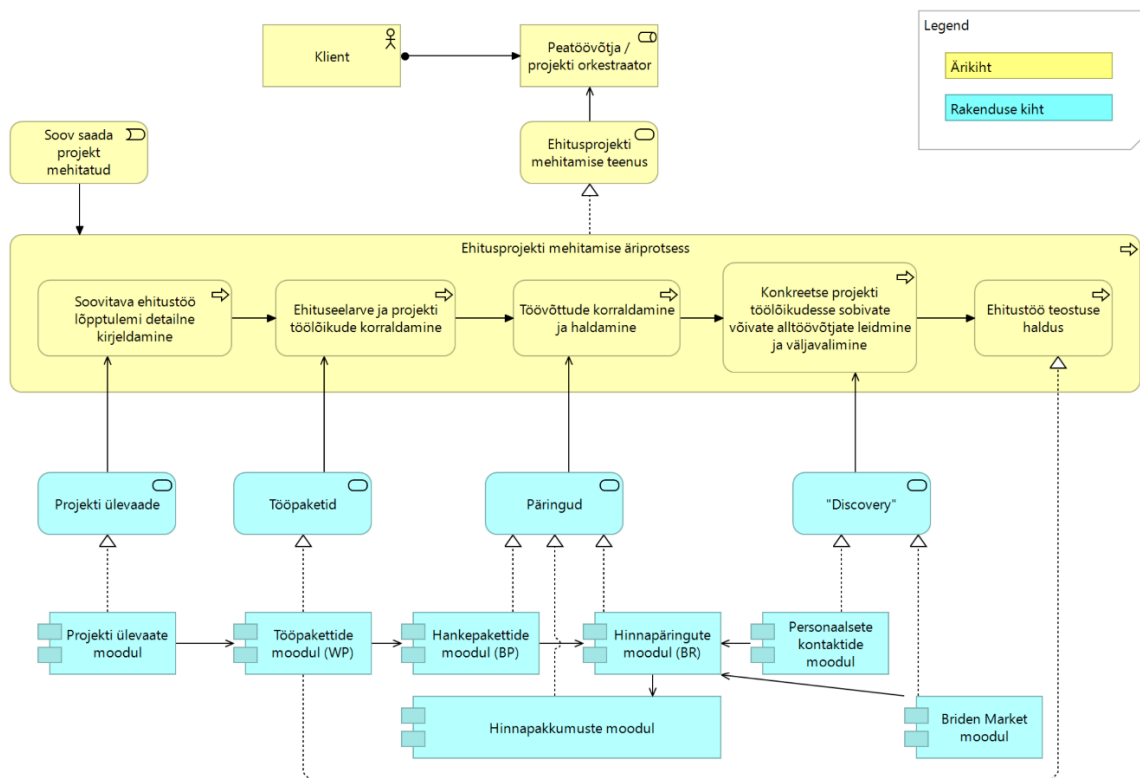 Legend
Ärikiht
Rakenduse kiht
Klient
Peatöövõtja /
projekti orkestraator
Soov saada
projekt
mehitatud
Ehitusprojekti
mehitamise teenus
Ehitusprojekti mehitamise äriprotsess
Soovitava ehitustöö
lõpptulemi detailne
kirjeldamine
Ehituseelarve ja projekti
töölõikude korraldamine
Töövõttude korraldamine
ja haldamine
Konkreetse projekti
töölõikudesse sobivate
võivate alltöövõtjate leidmine
ja väljavalimine
Ehitustöö teostuse
haldus
Projekti ülevaade
Tööpaketid
Päringud
"Discovery"
Projekti ülevaate
moodul
Tööpakettide
moodul (WP)
Hankepakettide
moodul (BP)
Hinnapäringute
moodul (BR)
Personaalsete
kontaktide
moodul
Hinnapakkumuste moodul
Briden Market
moodul